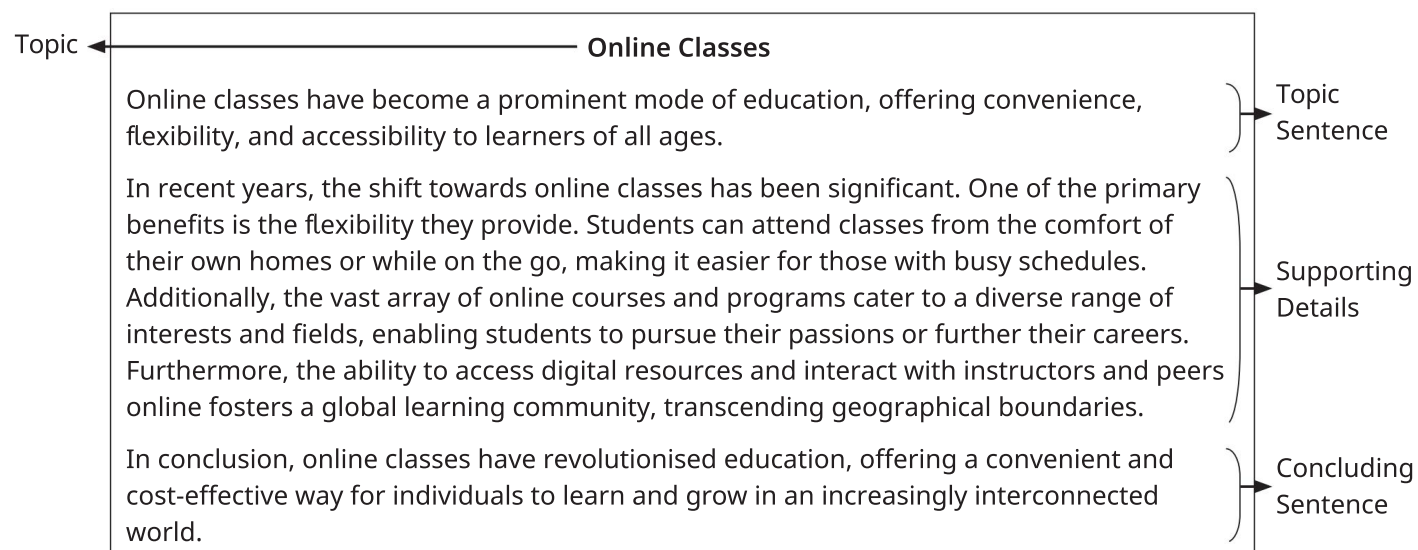 Topic
Online Classes
Online classes have become a prominent mode of education, offering convenience,
flexibility, and accessibility to learners of all ages.
Topic
Sentence
In recent years, the shift towards online classes has been significant. One of the primary
benefits is the flexibility they provide. Students can attend classes from the comfort of
their own homes or while on the go, making it easier for those with busy schedules.
Additionally, the vast array of online courses and programs cater to a diverse range of
interests and fields, enabling students to pursue their passions or further their careers.
Furthermore, the ability to access digital resources and interact with instructors and peers
online fosters a global learning community, transcending geographical boundaries.
Supporting
Details
In conclusion, online classes have revolutionised education, offering a convenient and
cost-effective way for individuals to learn and grow in an increasingly interconnected
world.
Concluding
Sentence